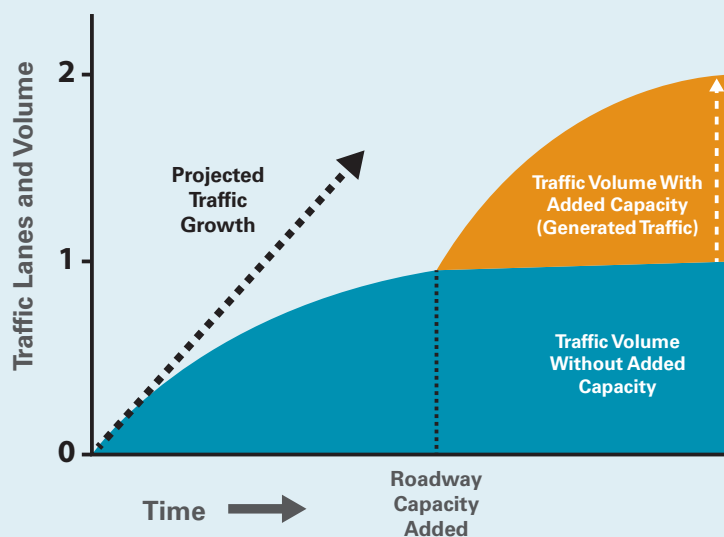 Traffic Lanes and Volume
2
1
0
Projected
Traffic
Growth
Traffic Volume With
Added Capacity
(Generated Traffic)
Traffic Volume
Without Added
Capacity
Time
Roadway
Capacity
Added